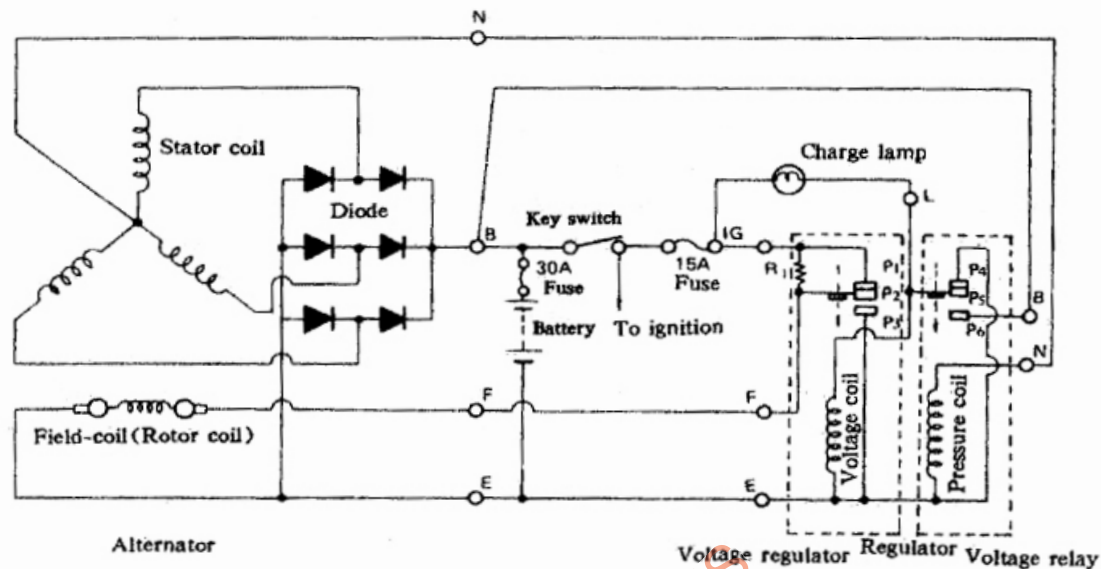 N
Stator coil
Charge lamp
L
Diode
Key switch
B
IG
30A
Fuse
15A
Fuse
R
P1
P2
P3
P4
P5
P6
B
Battery
To ignition
N
F
F
Field-coil (Rotor coil)
Voltage coil
Pressure coil
E
E
Alternator
Voltage regulator
Regulator
Voltage relay